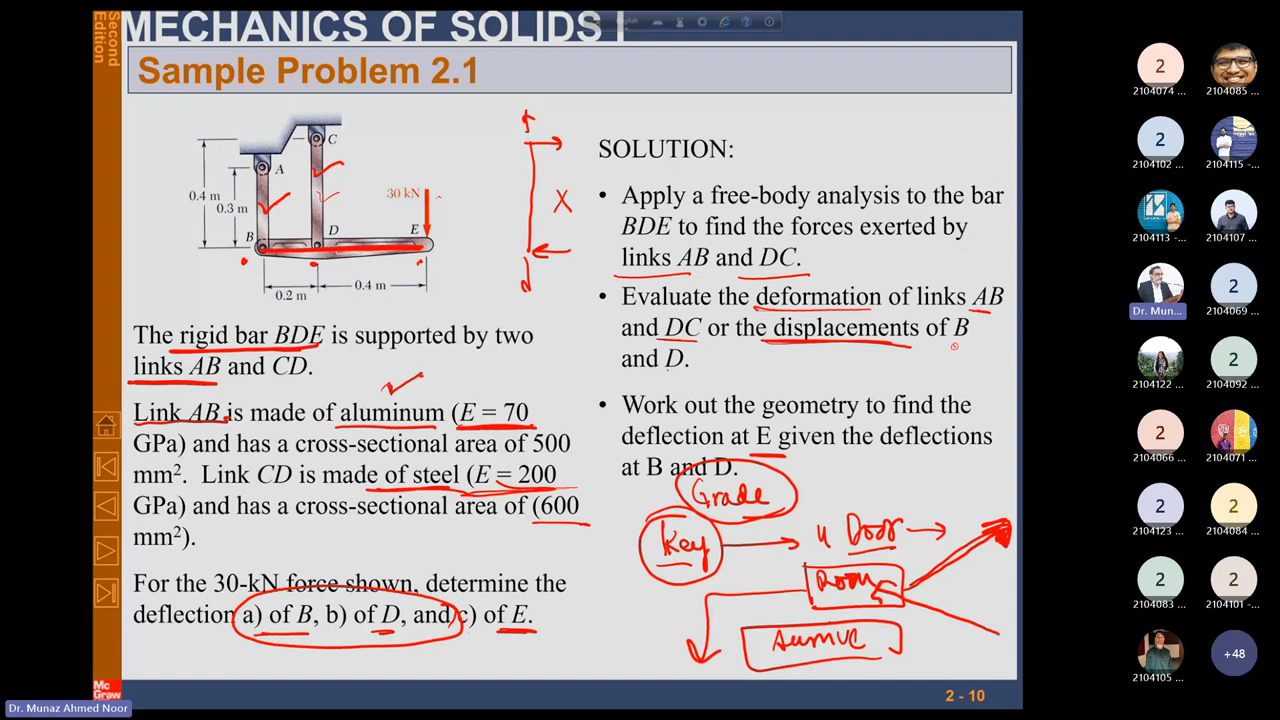 MECHANICS OF SOLIDS I
Second
Edition
English
Sample Problem 2.1
C
A
0.4 m
0.3 m
30 kN
B
D
E
0.2 m
0.4 m
X
The rigid bar BDE is supported by two
links AB and CD.
Link AB is made of aluminum (E = 70
GPa) and has a cross-sectional area of 500
mm². Link CD is made of steel (E = 200
GPa) and has a cross-sectional area of (600
mm²).
For the 30-kN force shown, determine the
deflection a) of B, b) of D, and c) of E.
SOLUTION:
• Apply a free-body analysis to the bar
BDE to find the forces exerted by
links AB and DC.
• Evaluate the deformation of links AB
and DC or the displacements of B
and D.
• Work out the geometry to find the
deflection at E given the deflections
at B and D.
Grade
Key
Door
Room
Mc
Graw
2 - 10
Dr. Munaz Ahmed Noor
2
2104074 ...
2104085 ...
2
2104102 ...
2104115 -...
2104113 -...
2104107 ...
Dr. Mun...
2
2104069 ...
2104122 ...
2
2104092 ...
2
2104066 ...
2104071 ...
2
2104123 ...
2
2104084 ...
2
2104083 ...
2
2104101 -...
2104105 ...
+48